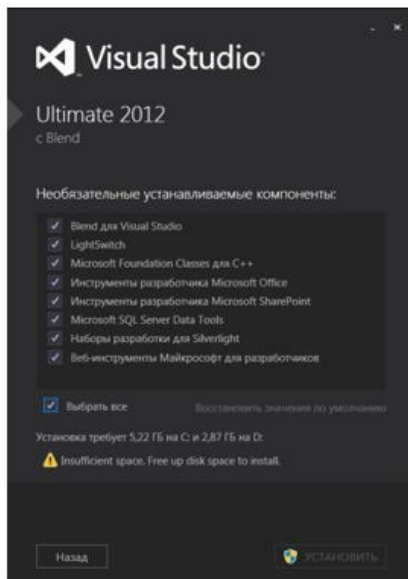 Visual Studio
Ultimate 2012
с Blend
Необязательные устанавливаемые компоненты:
Blend для Visual Studio
LightSwitch
Microsoft Foundation Classes для C++
Инструменты разработчика Microsoft Office
Инструменты разработчика Microsoft SharePoint
Microsoft SQL Server Data Tools
Наборы разработки для Silverlight
Веб-инструменты Майкрософт для разработчиков
Выбрать все Восстановить значения по умолчанию
Установка требует 5,22 ГБ на C: и 2,87 ГБ на D:
Insufficient space. Free up disk space to install.
Назад УСТАНОВИТЬ